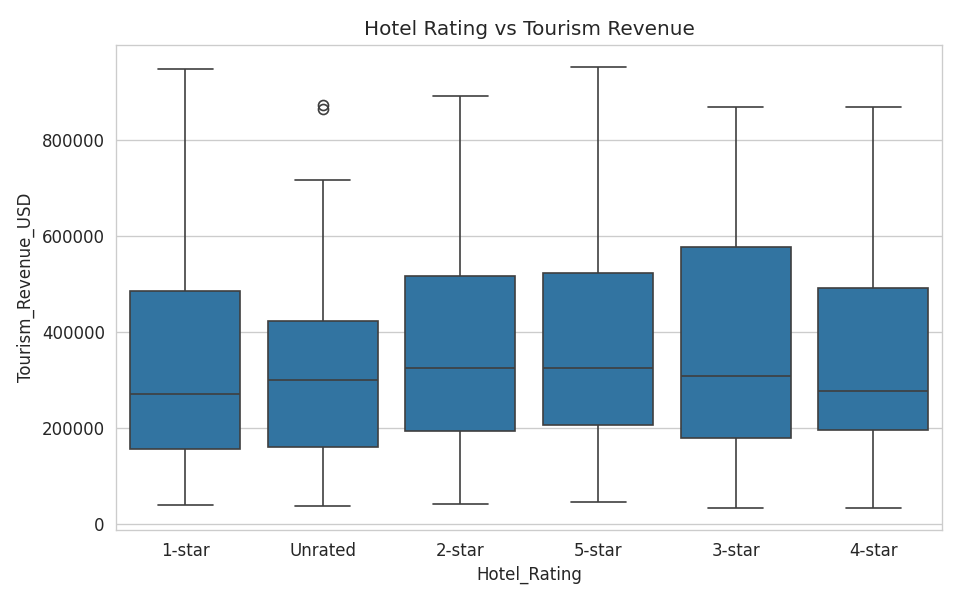 Hotel Rating vs Tourism Revenue
Tourism_Revenue_USD
800000
600000
400000
200000
0
1-star
Unrated
2-star
5-star
3-star
4-star
Hotel_Rating